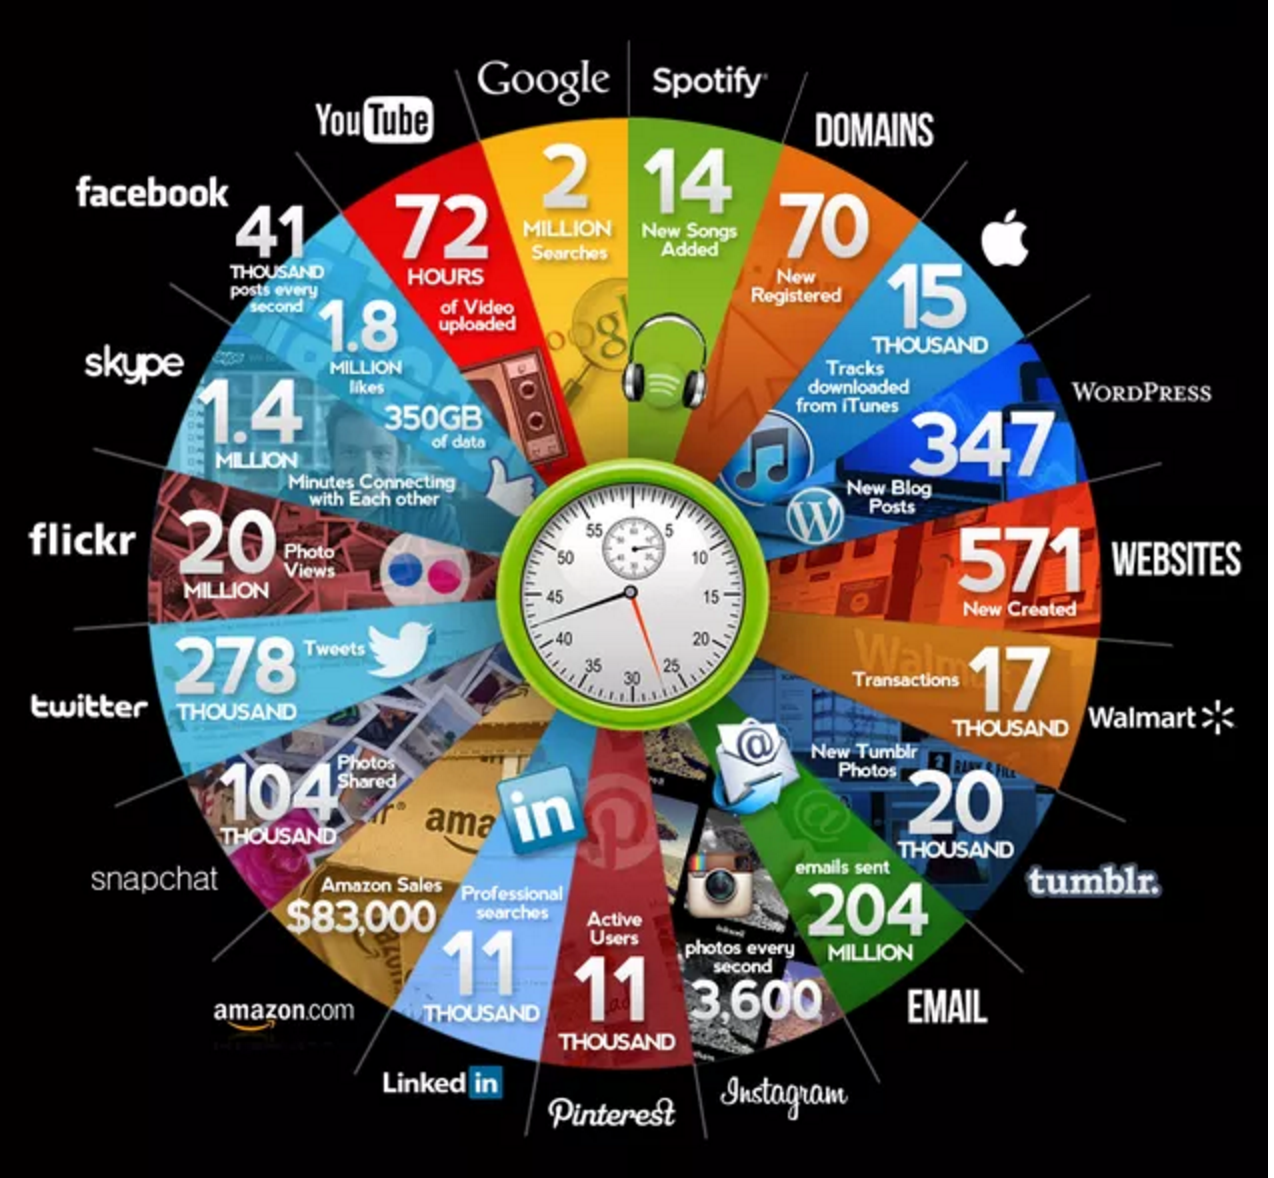 Google
2
MILLION
Searches
Spotify
14
New Songs
Added
DOMAINS
70
New
Registered
15
THOUSAND
Tracks
downloaded
from iTunes
WORDPRESS
347
New Blog
Posts
WEBSITES
571
New Created
Walmart
17
Transactions
THOUSAND
Walmart
New Tumblr
Photos
20
THOUSAND
tumblr.
RANK & FILE
emails sent
204
MILLION
EMAIL
photos every
second
3,600
Instagram
Active
Users
11
THOUSAND
Pinterest
in
Professional
searches
11
THOUSAND
Linked in
ama
Amazon Sales
$83,000
amazon.com
104
Photos
Shared
THOUSAND
snapchat
278
Tweets
THOUSAND
twitter
flickr
20
Photo
Views
MILLION
skype
1.4
MILLION
Minutes Connecting
with Each other
facebook
41
THOUSAND
posts every
second
1.8
MILLION
likes
350GB
of data
YouTube
72
HOURS
of Video
uploaded
55
5
50
10
45
15
40
20
35
25
30